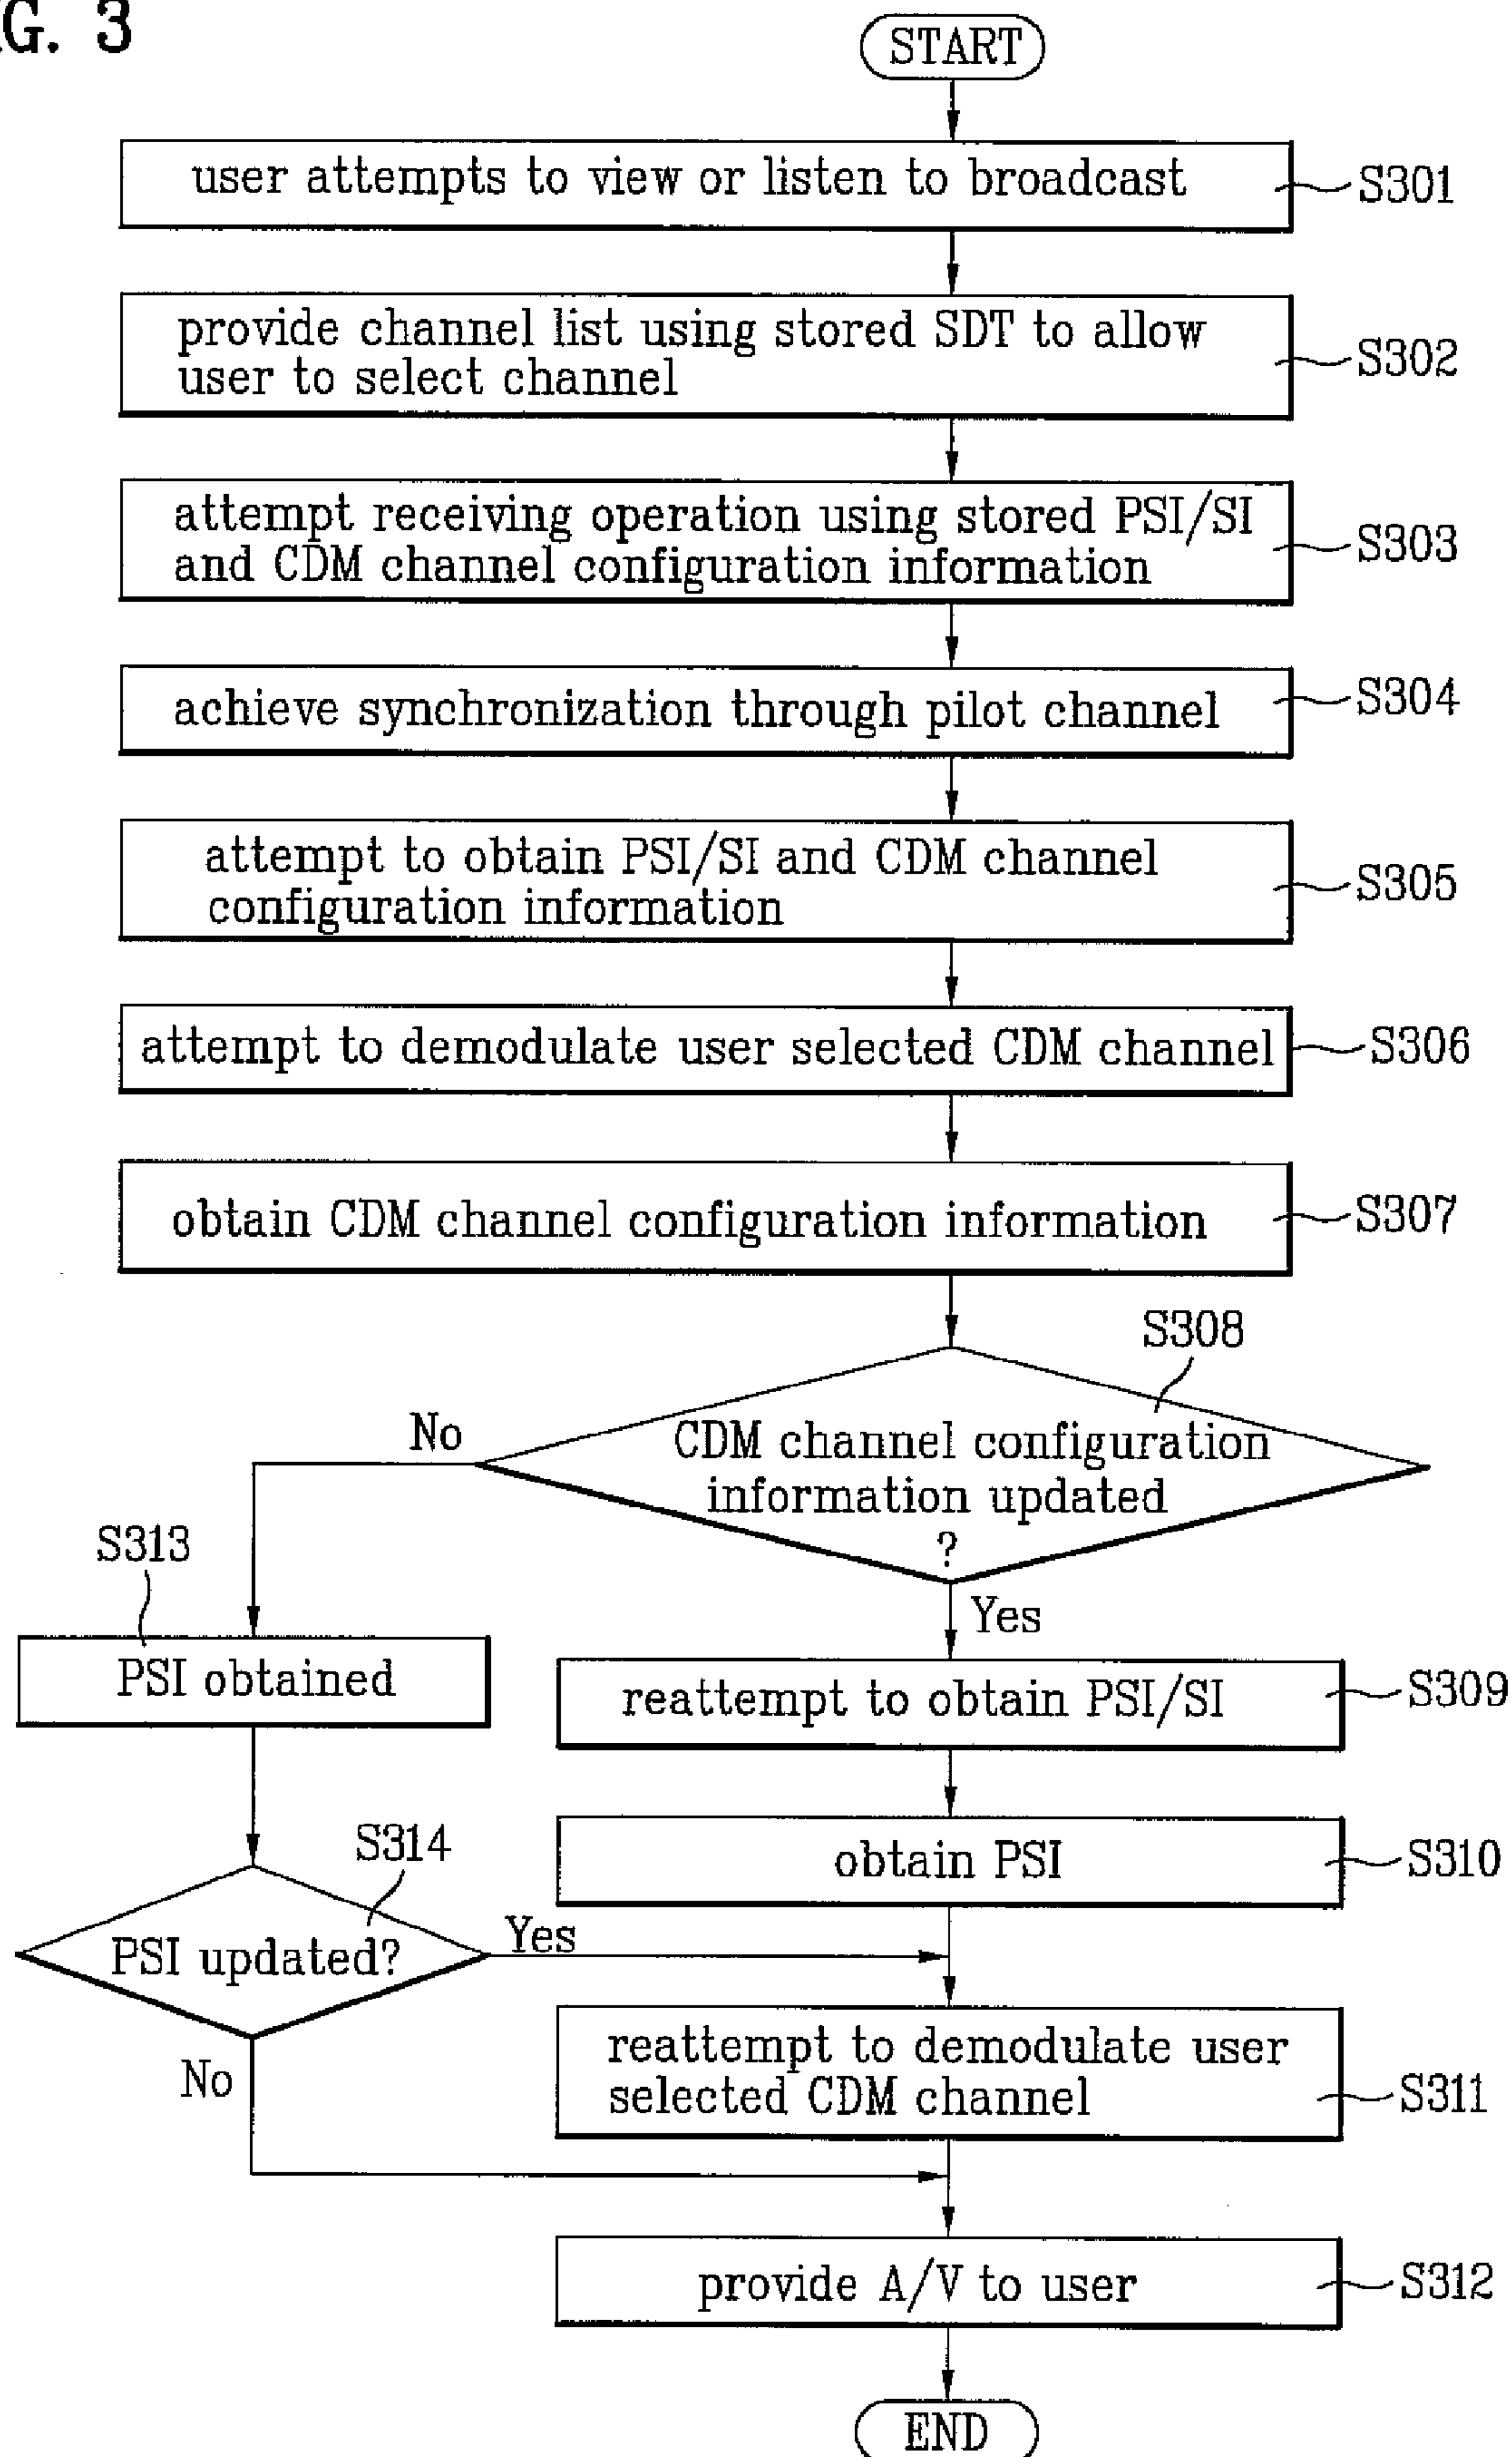 G. 3
START
user attempts to view or listen to broadcast
S301
provide channel list using stored SDT to allow
user to select channel
S302
attempt receiving operation using stored PSI/SI
and CDM channel configuration information
S303
achieve synchronization through pilot channel
S304
attempt to obtain PSI/SI and CDM channel
configuration information
S305
attempt to demodulate user selected CDM channel
S306
obtain CDM channel configuration information
S307
S308
CDM channel configuration
information updated
?
No
Yes
S313
PSI obtained
reattempt to obtain PSI/SI
S309
obtain PSI
S310
S314
PSI updated?
Yes
No
reattempt to demodulate user
selected CDM channel
S311
provide A/V to user
S312
END